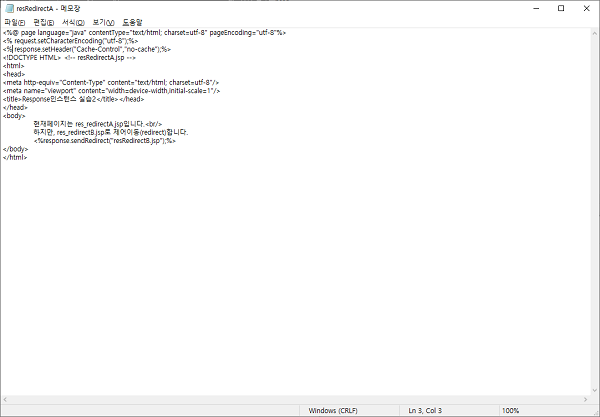 resRedirectA - 메모장
파일(F) 편집(E) 서식(O) 보기(V) 도움말
<%@ page language="java" contentType="text/html; charset=utf-8" pageEncoding="utf-8"%>
<% request.setCharacterEncoding("utf-8");%>
<% response.setHeader("Cache-Control","no-cache");%>
<!DOCTYPE HTML> <!-- resRedirectA.jsp -->
<html>
<head>
<meta http-equiv="Content-Type" content="text/html; charset=utf-8"/>
<meta name="viewport" content="width=device-width,initial-scale=1"/>
<title>Response인스턴스 실습2</title></head>
</head>
<body>
현재페이지는 res_redirectA.jsp입니다.<br/>
하지만, res_redirectB.jsp로 제어이동(redirect)합니다.
<%response.sendRedirect("resRedirectB.jsp");%>
</body>
</html>
Windows (CRLF) Ln 3, Col 3 100%